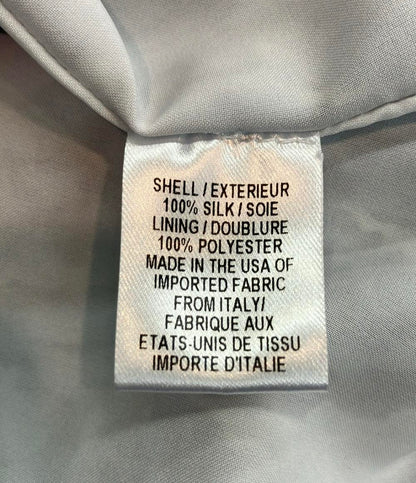 SHELL / EXTERIEUR
100% SILK / SOIE
LINING / DOUBLURE
100% POLYESTER
MADE IN THE USA OF
IMPORTED FABRIC
FROM ITALY/
FABRIQUE AUX
ETATS-UNIS DE TISSU
IMPORTE D'ITALIE